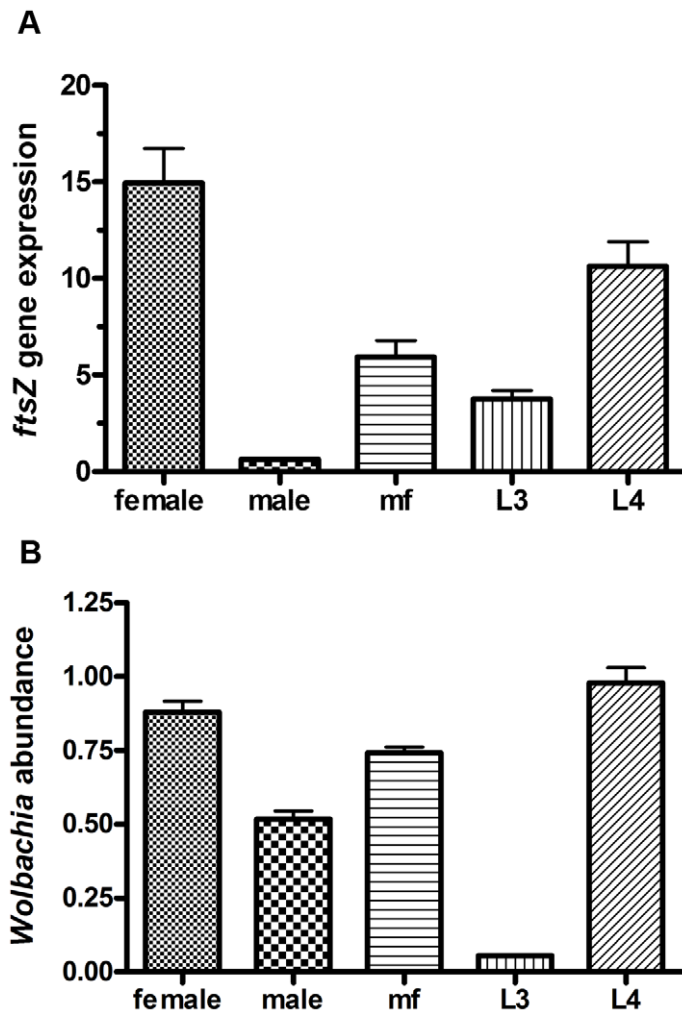 A
ftsZ gene expression
20
15
10
5
0
female male mf L3 L4
B
Wolbachia abundance
1.25
1.00
0.75
0.50
0.25
0.00
female male mf L3 L4